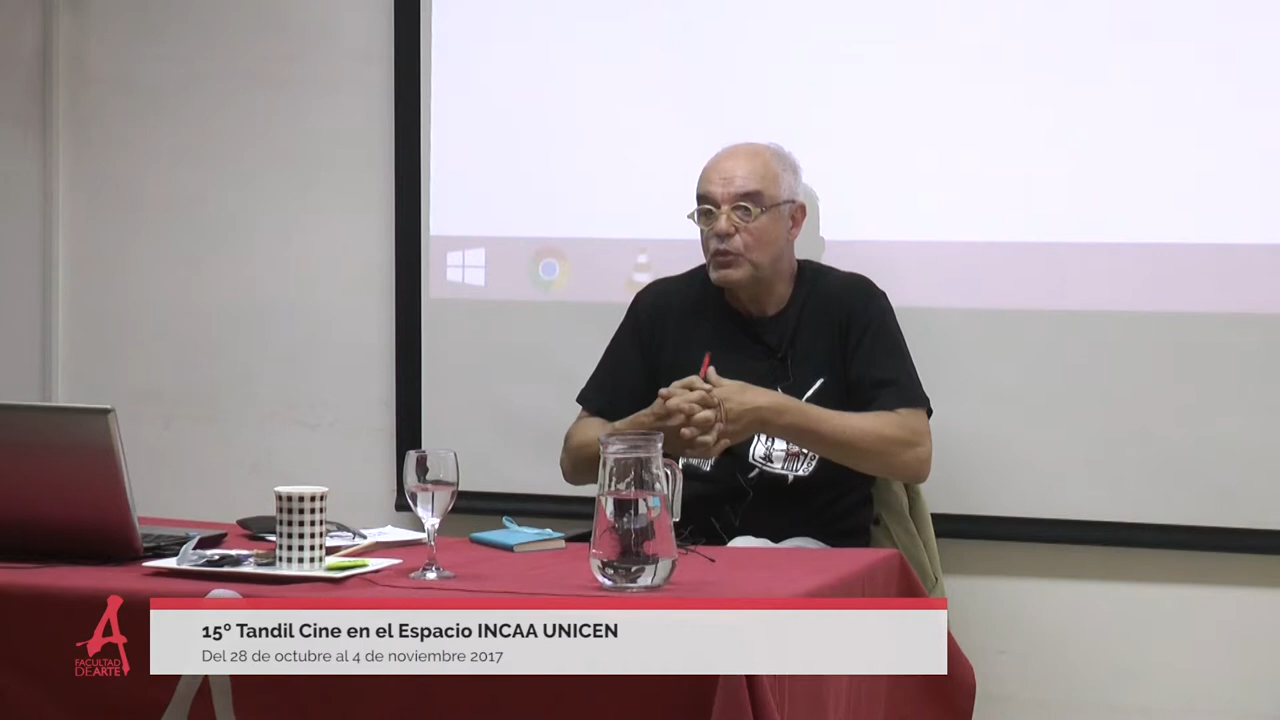 15º Tandil Cine en el Espacio INCAA UNICEN
Del 28 de octubre al 4 de noviembre 2017
FACULTAD
DE ARTE